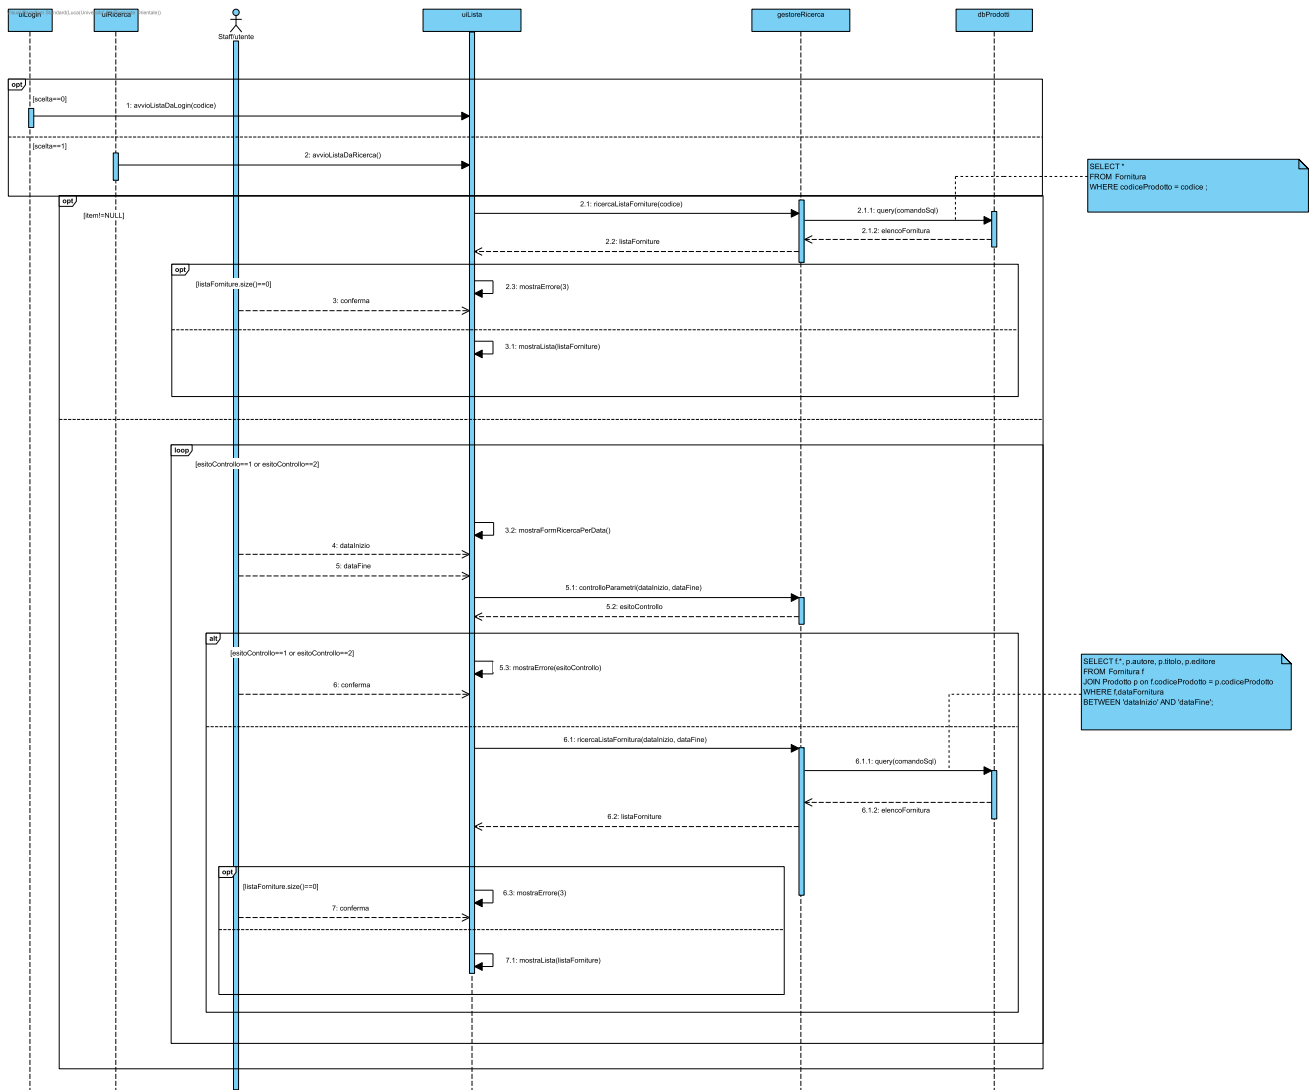 uiLogin
uiRicerca
Staff/utente
uiLista
gestoreRicerca
dbProdotti
opt
[scelta==0]
1: avvioListaDaLogin(codice)
[scelta==1]
2: avvioListaDaRicerca()
SELECT *
FROM Fornitura
WHERE codiceProdotto = codice ;
opt
[item!=NULL]
2.1: ricercaListaForniture(codice)
2.1.1: query(comandoSql)
2.1.2: elencoFornitura
2.2: listaForniture
opt
[listaForniture.size()==0]
2.3: mostraErrore(3)
3: conferma
3.1: mostraLista(listaForniture)
loop
[esitoControllo==1 or esitoControllo==2]
3.2: mostraFormRicercaPerData()
4: dataInizio
5: dataFine
5.1: controlloParametri(dataInizio, dataFine)
5.2: esitoControllo
alt
[esitoControllo==1 or esitoControllo==2]
5.3: mostraErrore(esitoControllo)
6: conferma
SELECT f.*, p.autore, p.titolo, p.editore
FROM Fornitura f
JOIN Prodotto p on f.codiceProdotto = p.codiceProdotto
WHERE f.dataFornitura
BETWEEN 'dataInizio' AND 'dataFine';
6.1: ricercaListaFornitura(dataInizio, dataFine)
6.1.1: query(comandoSql)
6.1.2: elencoFornitura
6.2: listaForniture
opt
[listaForniture.size()==0]
6.3: mostraErrore(3)
7: conferma
7.1: mostraLista(listaForniture)